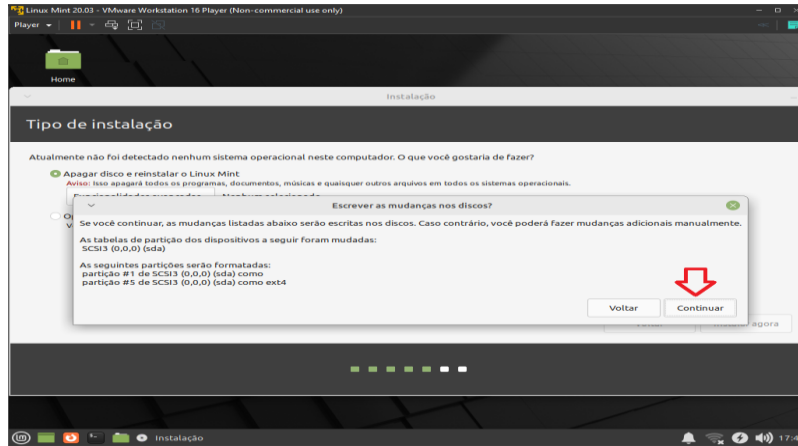 Linux Mint 20.03 - VMware Workstation 16 Player (Non-commercial use only)
Player
Home
Instalação
Tipo de instalação
Atualmente não foi detectado nenhum sistema operacional neste computador. O que você gostaria de fazer?
Apagar disco e reinstalar o Linux Mint
Aviso: Isso apagará todos os programas, documentos, músicas e quaisquer outros arquivos em todos os sistemas operacionais.
Escrever as mudanças nos discos?
Se você continuar, as mudanças listadas abaixo serão escritas nos discos. Caso contrário, você poderá fazer mudanças adicionais manualmente.
As tabelas de partição dos dispositivos a seguir foram mudadas:
SCSI3 (0,0,0) (sda)
As seguintes partições serão formatadas:
partição #1 de SCSI3 (0,0,0) (sda) como
partição #5 de SCSI3 (0,0,0) (sda) como ext4
Voltar Continuar
agora
Instalação